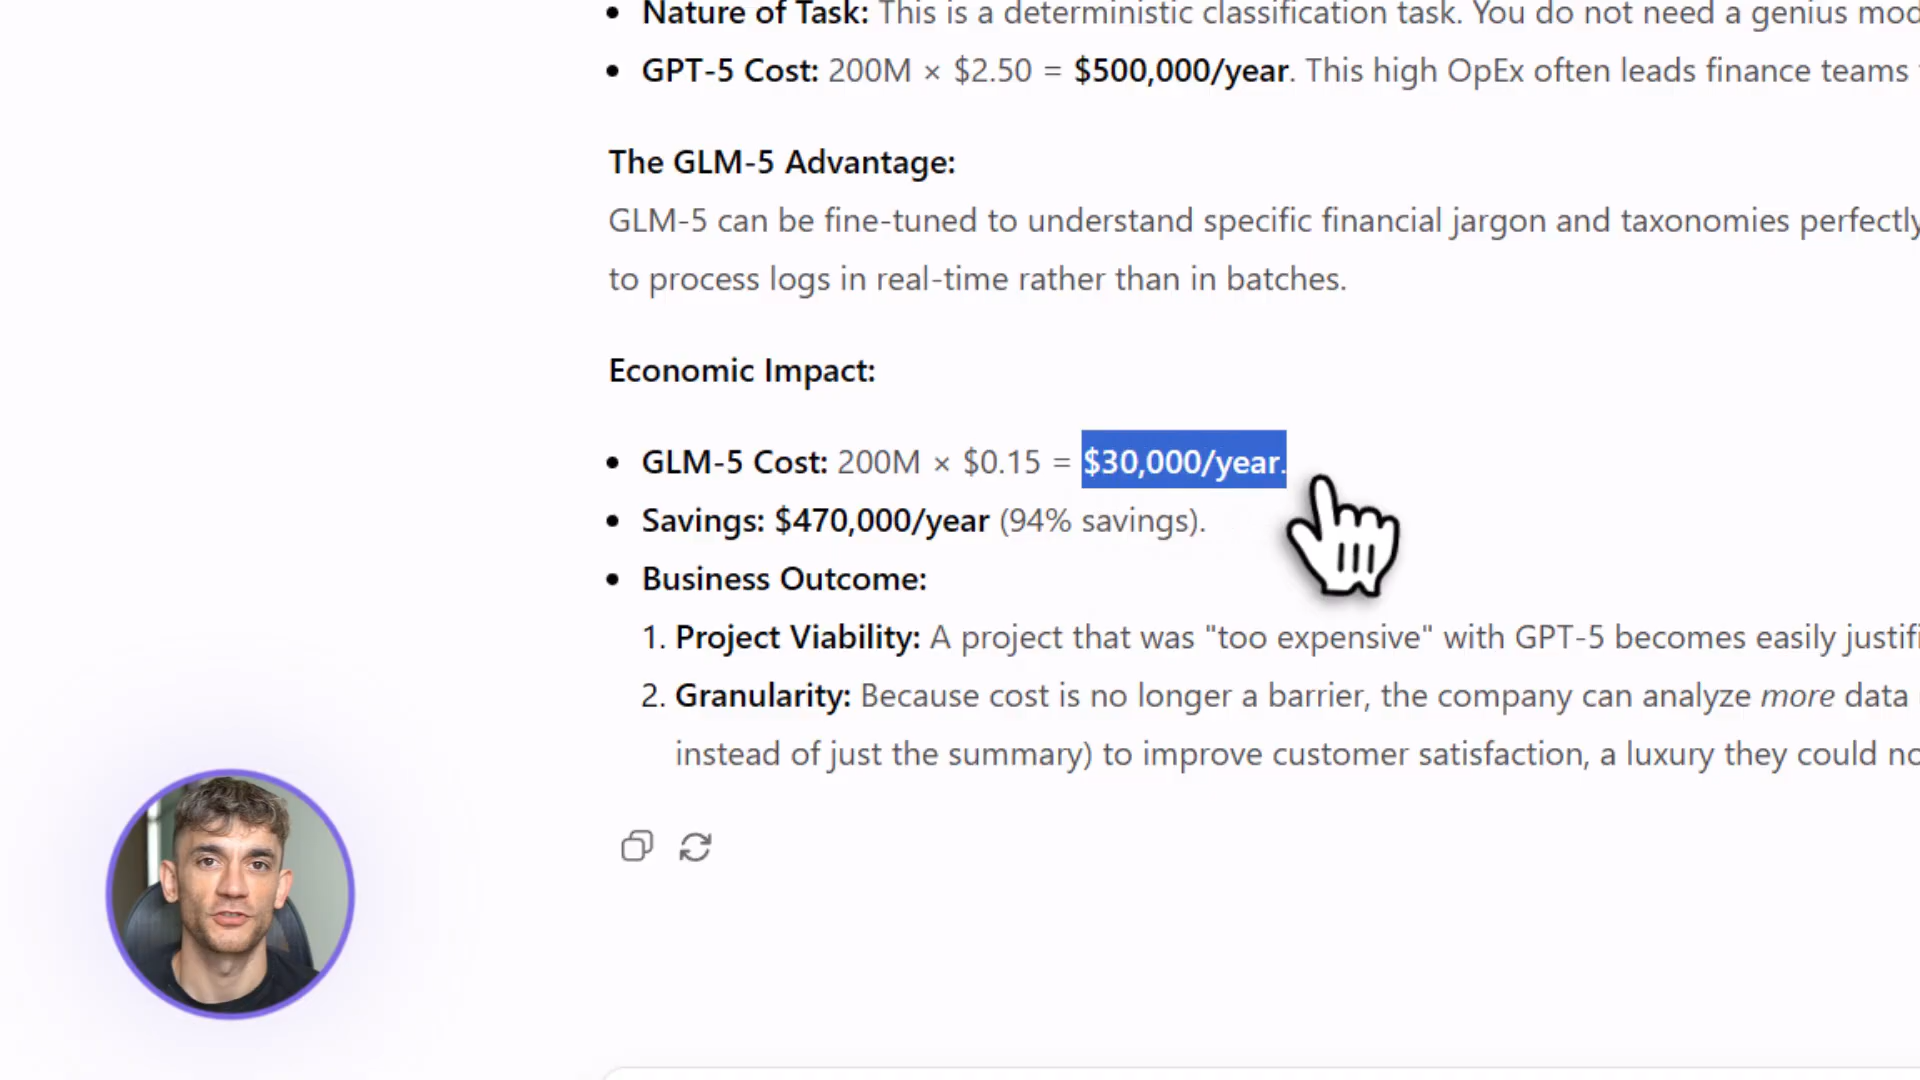 • Nature of Task: This is a deterministic classification task. You do not need a genius
• GPT-5 Cost: 200M × $2.50 = $500,000/year. This high OpEx often leads finance teams
The GLM-5 Advantage:
GLM-5 can be fine-tuned to understand specific financial jargon and taxonomies perfectly
to process logs in real-time rather than in batches.
Economic Impact:
• GLM-5 Cost: 200M × $0.15 = $30,000/year.
• Savings: $470,000/year (94% savings).
• Business Outcome:
1. Project Viability: A project that was "too expensive" with GPT-5 becomes easily
2. Granularity: Because cost is no longer a barrier, the company can analyze more data
instead of just the summary) to improve customer satisfaction, a luxury they could